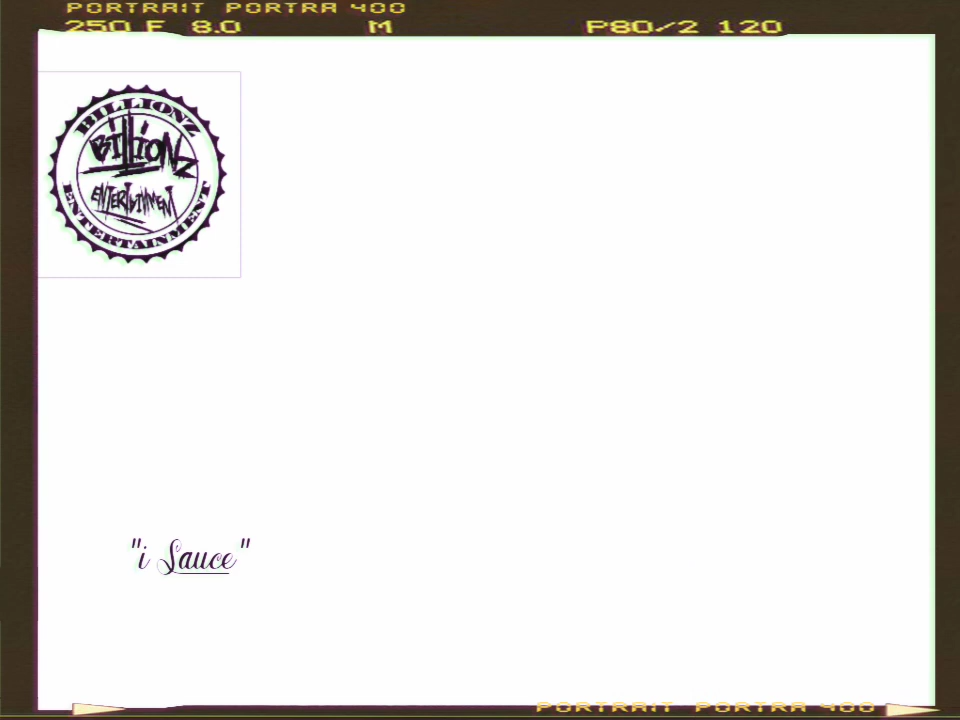 PORTRAIT PORTRA 400
250 F 8.0 M P80/2 120
BILLIONZ
BILLIONZ
ENTERTAINMENT
ENTERTAINMENT
"i Sauce"
PORTRAIT PORTRA 400